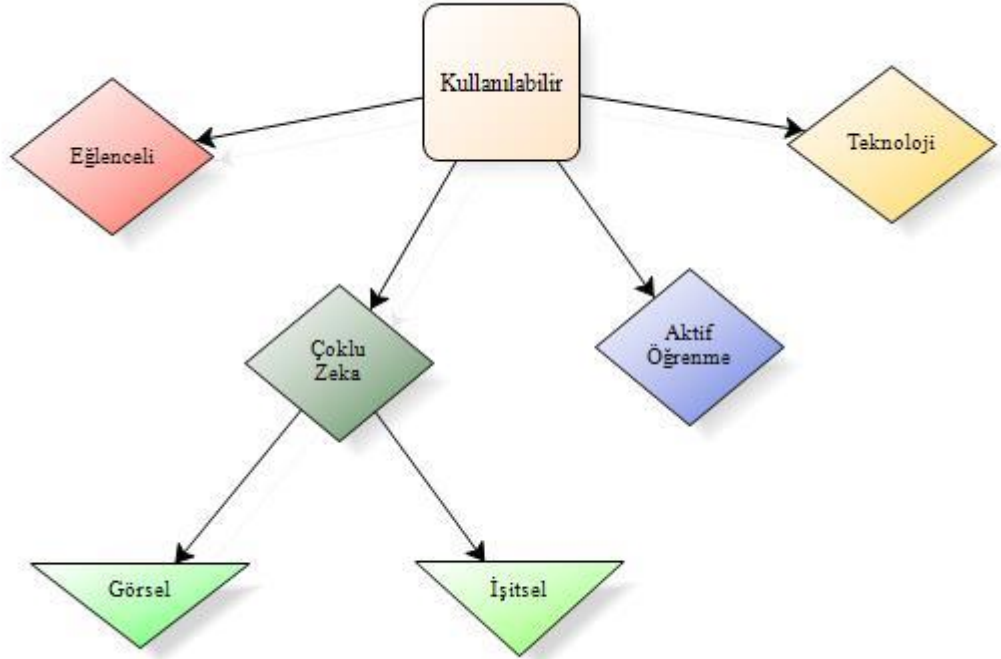 Kullanılabilir
Eğlenceli
Teknoloji
Çoklu
Zeka
Aktif
Öğrenme
Görsel
İşitsel